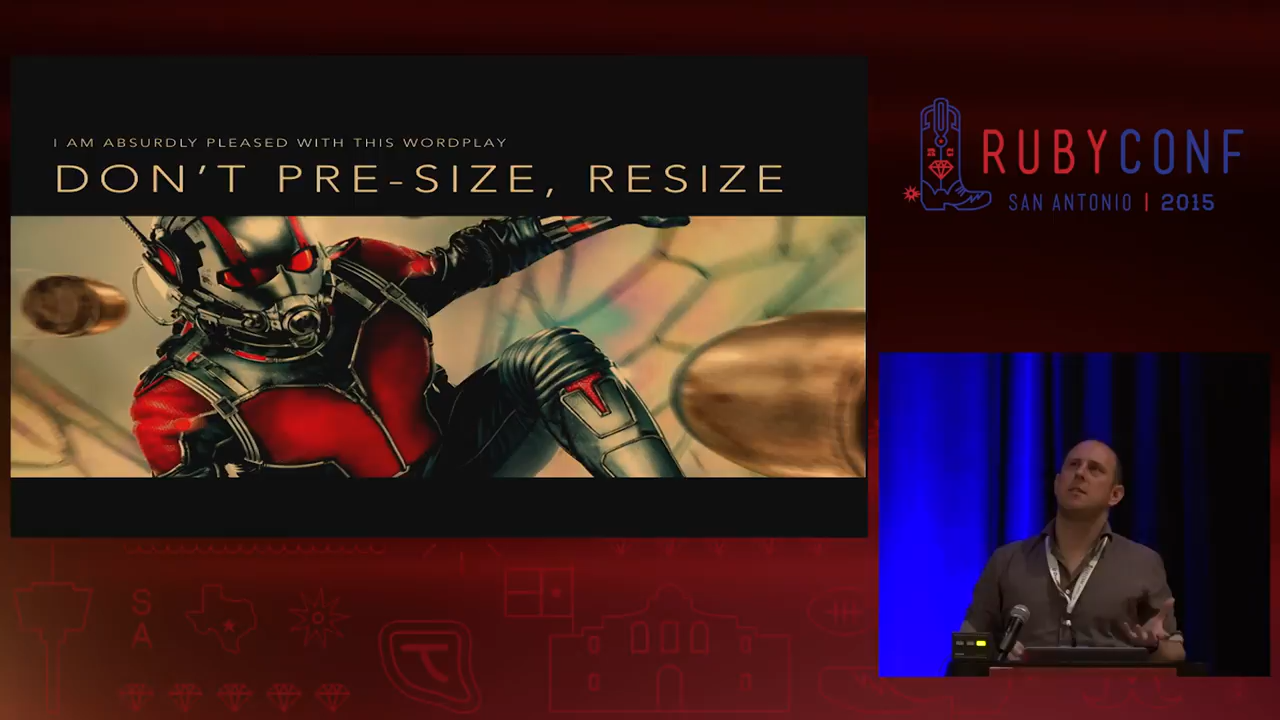 I AM ABSURDLY PLEASED WITH THIS WORDPLAY
DON'T PRE-SIZE, RESIZE
RUBYCONF
SAN ANTONIO | 2015
S
A